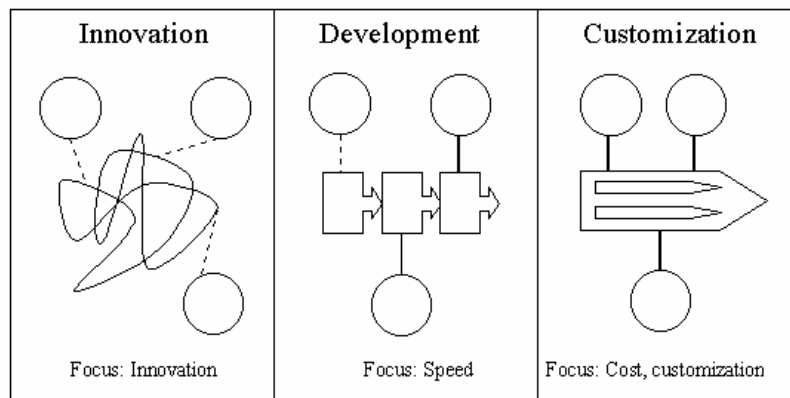 Innovation
Development
Customization
Focus: Innovation
Focus: Speed
Focus: Cost, customization